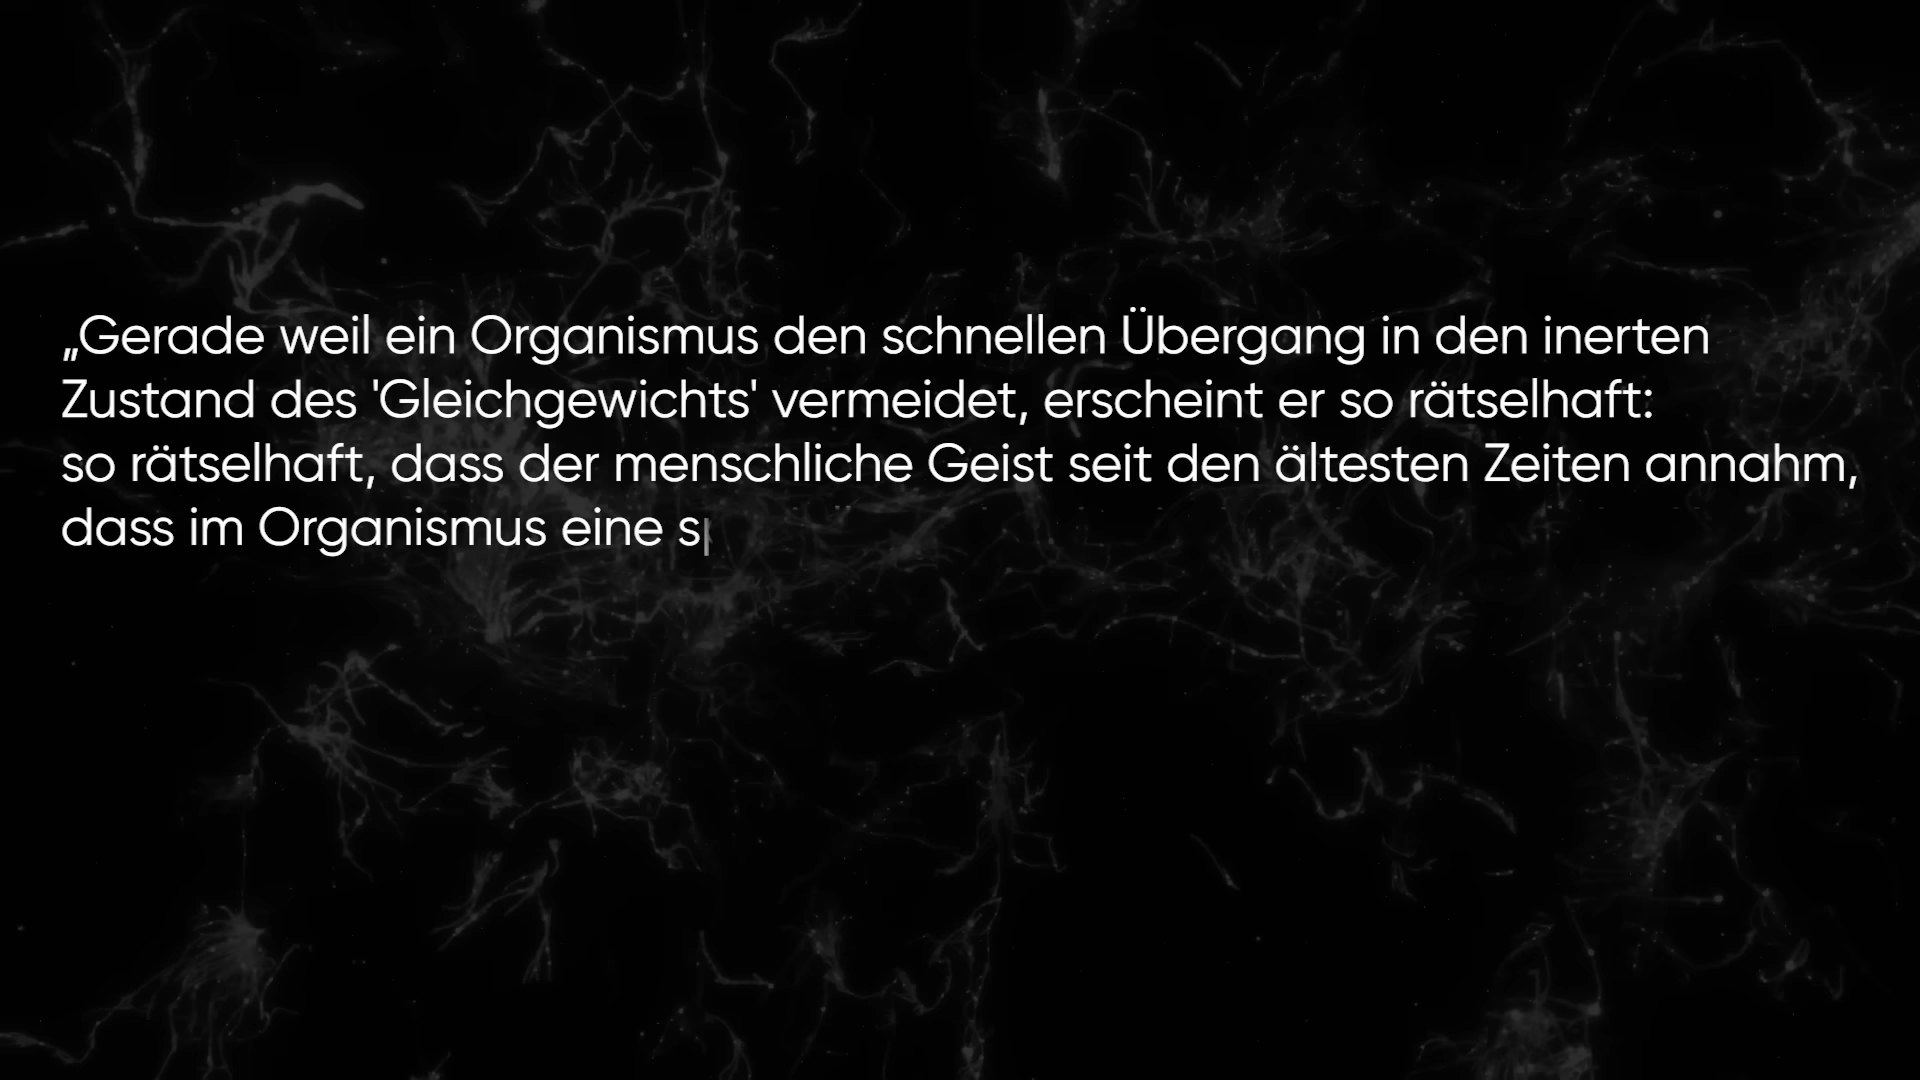 „Gerade weil ein Organismus den schnellen Übergang in den inerten
Zustand des 'Gleichgewichts' vermeidet, erscheint er so rätselhaft:
so rätselhaft, dass der menschliche Geist seit den ältesten Zeiten annahm,
dass im Organismus eine s